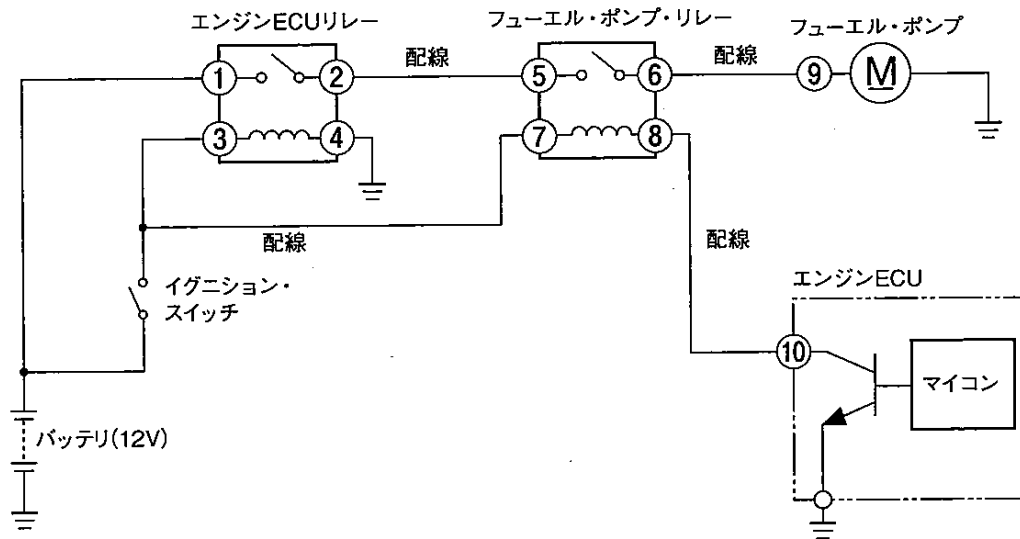 エンジンECUリレー
フューエル・ポンプ・リレー
フューエル・ポンプ
1
2
配線
5
6
配線
9
M
3
4
7
8
配線
配線
イグニション・
スイッチ
エンジンECU
10
マイコン
バッテリ(12V)